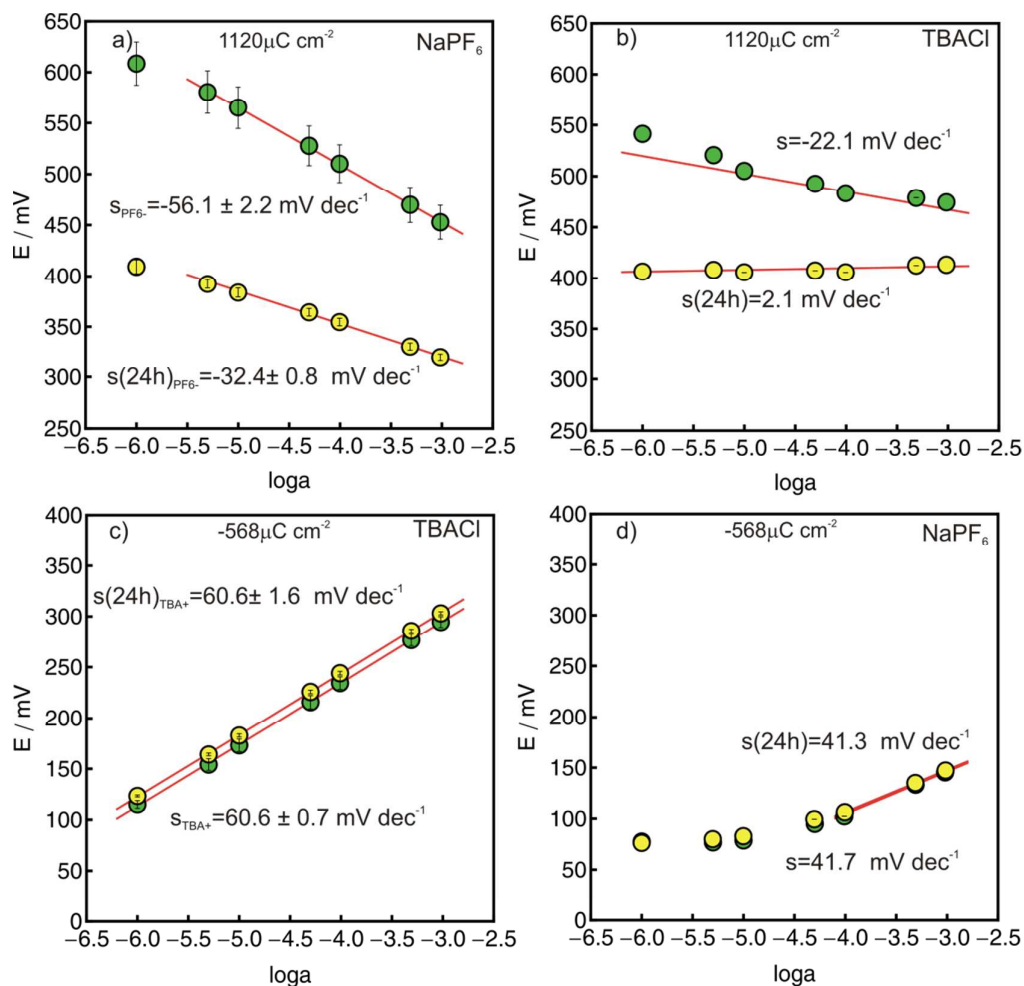 a) 1120μC cm⁻² NaPF₆
650
600
550
500
450
400
350
300
250
E / mV
s_PF6-=-56.1 ± 2.2 mV dec⁻¹
s(24h)_PF6-=-32.4± 0.8 mV dec⁻¹
−6.5 −6.0 −5.5 −5.0 −4.5 −4.0 −3.5 −3.0 −2.5
loga
b) 1120μC cm⁻² TBACl
650
600
550
500
450
400
350
300
250
E / mV
s=-22.1 mV dec⁻¹
s(24h)=2.1 mV dec⁻¹
−6.5 −6.0 −5.5 −5.0 −4.5 −4.0 −3.5 −3.0 −2.5
loga
c) -568μC cm⁻² TBACl
400
350
300
250
200
150
100
50
0
E / mV
s(24h)_TBA+=60.6± 1.6 mV dec⁻¹
s_TBA+=60.6 ± 0.7 mV dec⁻¹
−6.5 −6.0 −5.5 −5.0 −4.5 −4.0 −3.5 −3.0 −2.5
loga
d) -568μC cm⁻² NaPF₆
400
350
300
250
200
150
100
50
0
E / mV
s(24h)=41.3 mV dec⁻¹
s=41.7 mV dec⁻¹
−6.5 −6.0 −5.5 −5.0 −4.5 −4.0 −3.5 −3.0 −2.5
loga